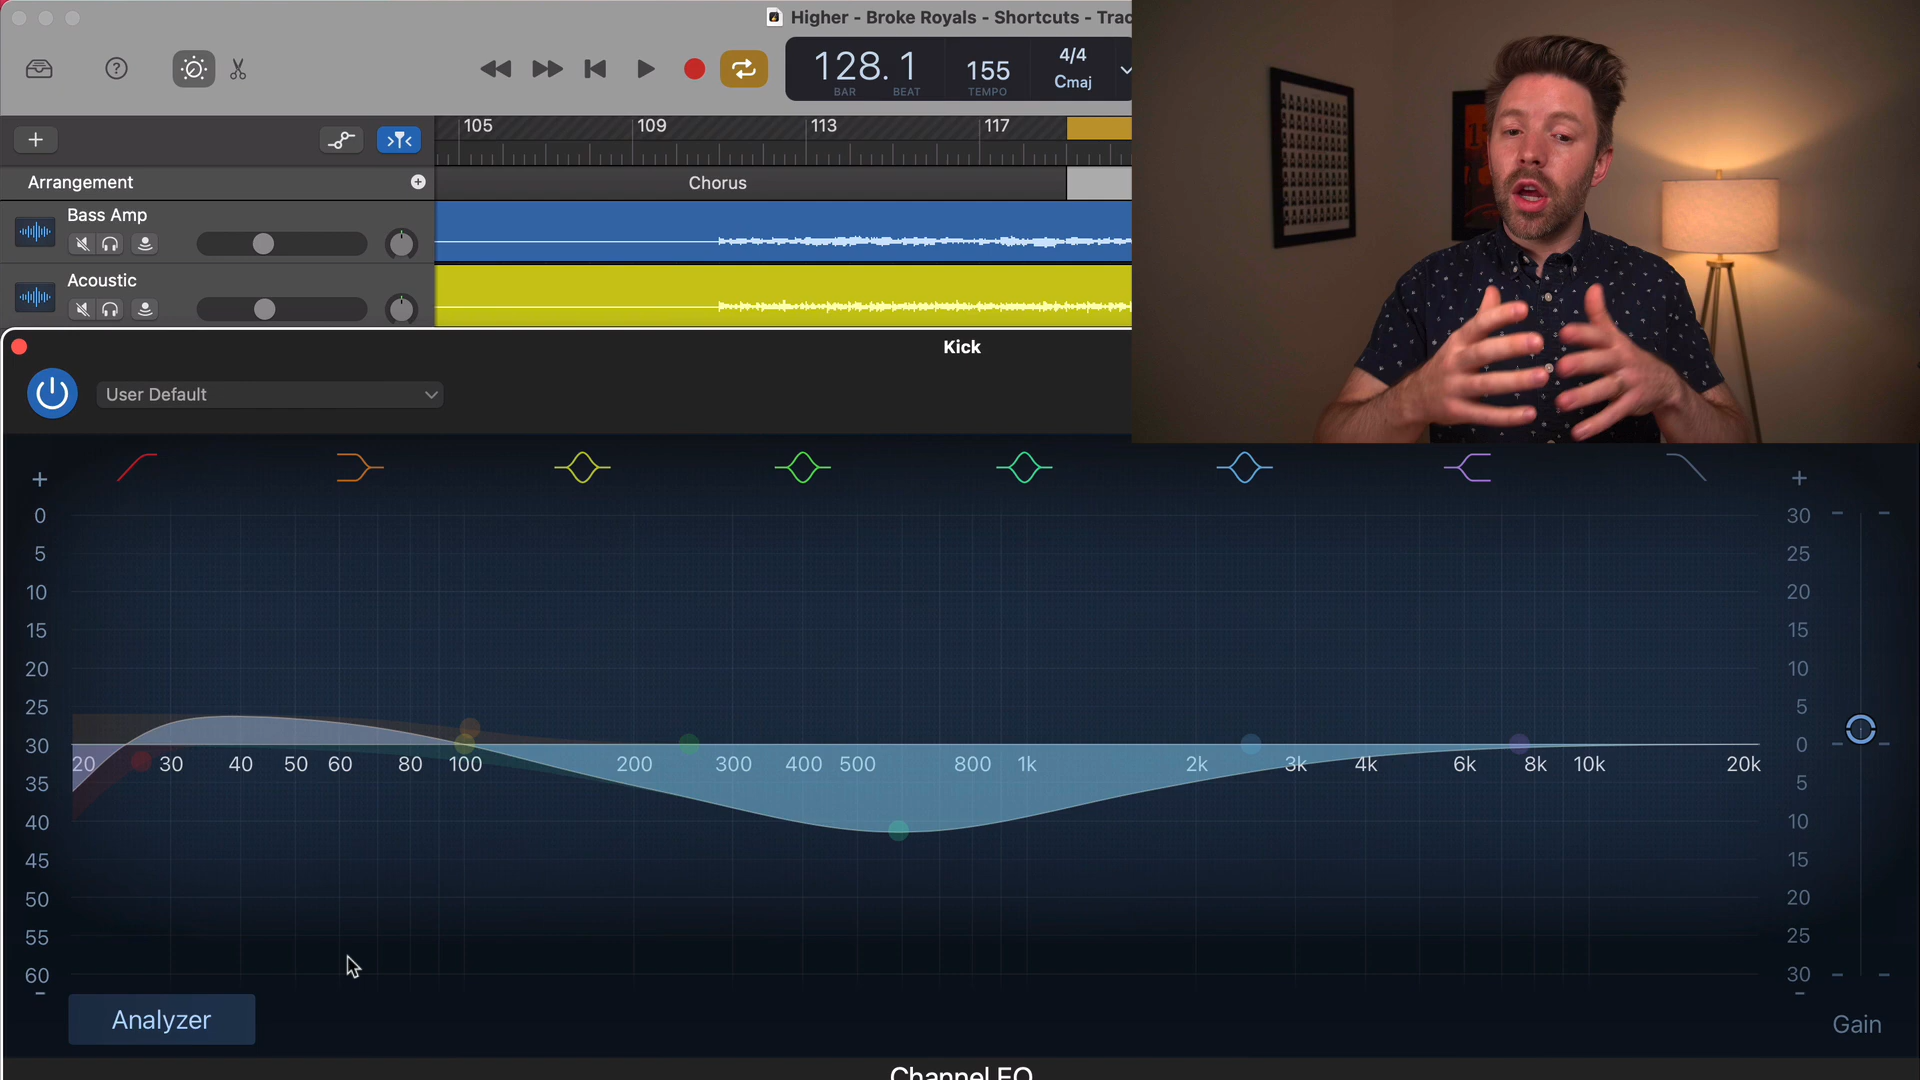 Higher - Broke Royals - Shortcuts - Trac
128. 1
BAR BEAT
155
TEMPO
4/4
Cmaj
105 109 113 117
Arrangement
Chorus
Bass Amp
Acoustic
Kick
User Default
+ +
0 30
5 25
10 20
15 15
20 10
25 5
30 0
20 30 40 50 60 80 100 200 300 400 500 800 1k 2k 3k 4k 6k 8k 10k 20k
35 5
40 10
45 15
50 20
55 25
60 30
- -
Analyzer
Gain
Channel EQ